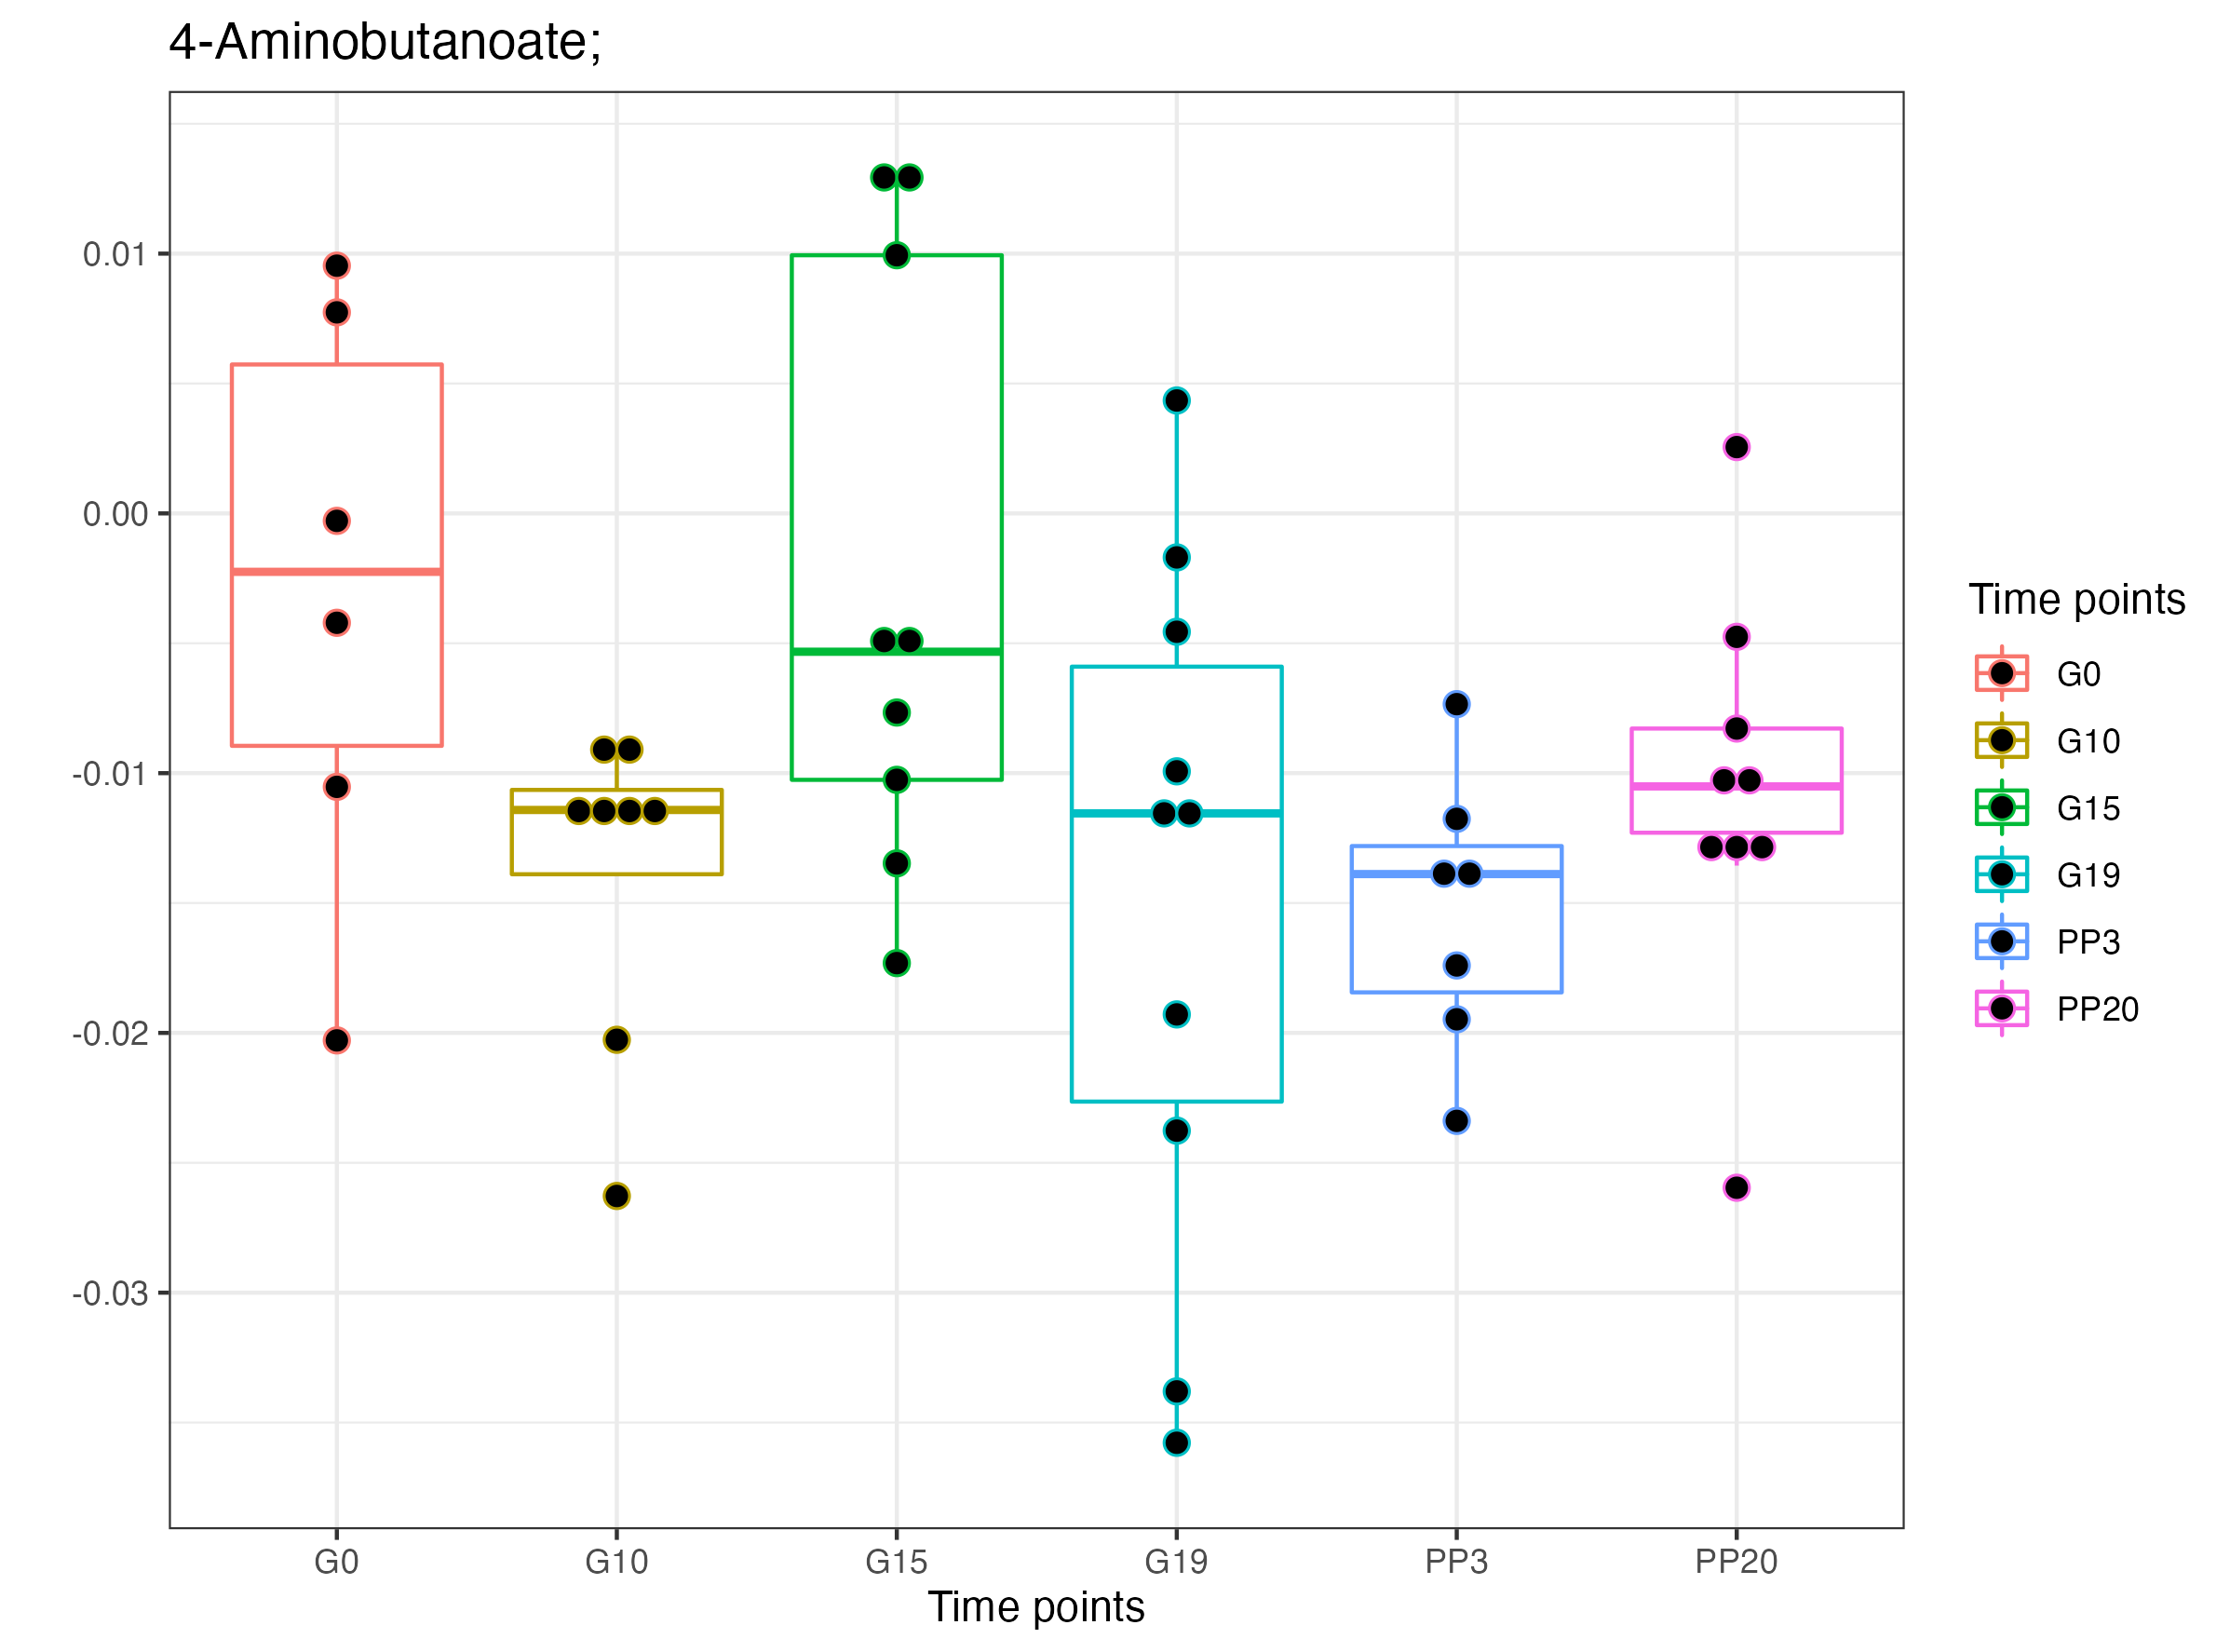 4-Aminobutanoate;
0.01
0.00
-0.01
-0.02
-0.03
G0 G10 G15 G19 PP3 PP20
Time points
Time points
G0
G10
G15
G19
PP3
PP20